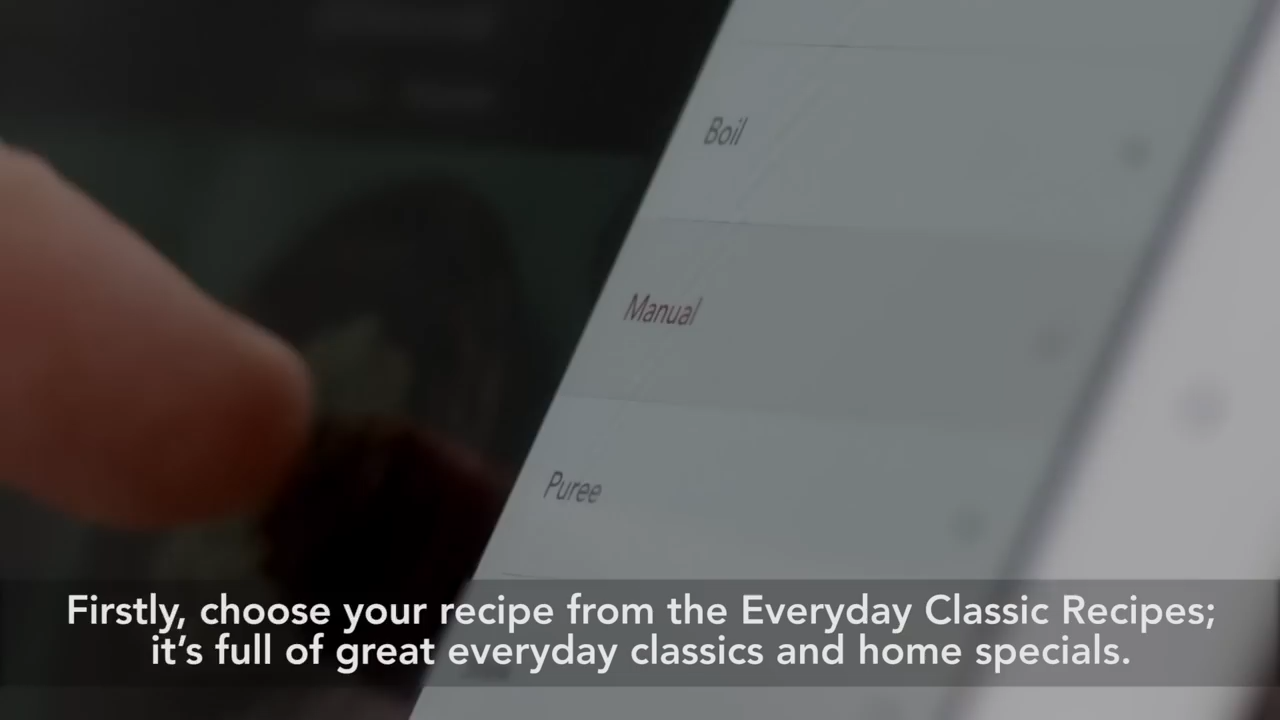 Boil
Manual
Puree
Firstly, choose your recipe from the Everyday Classic Recipes;
it’s full of great everyday classics and home specials.